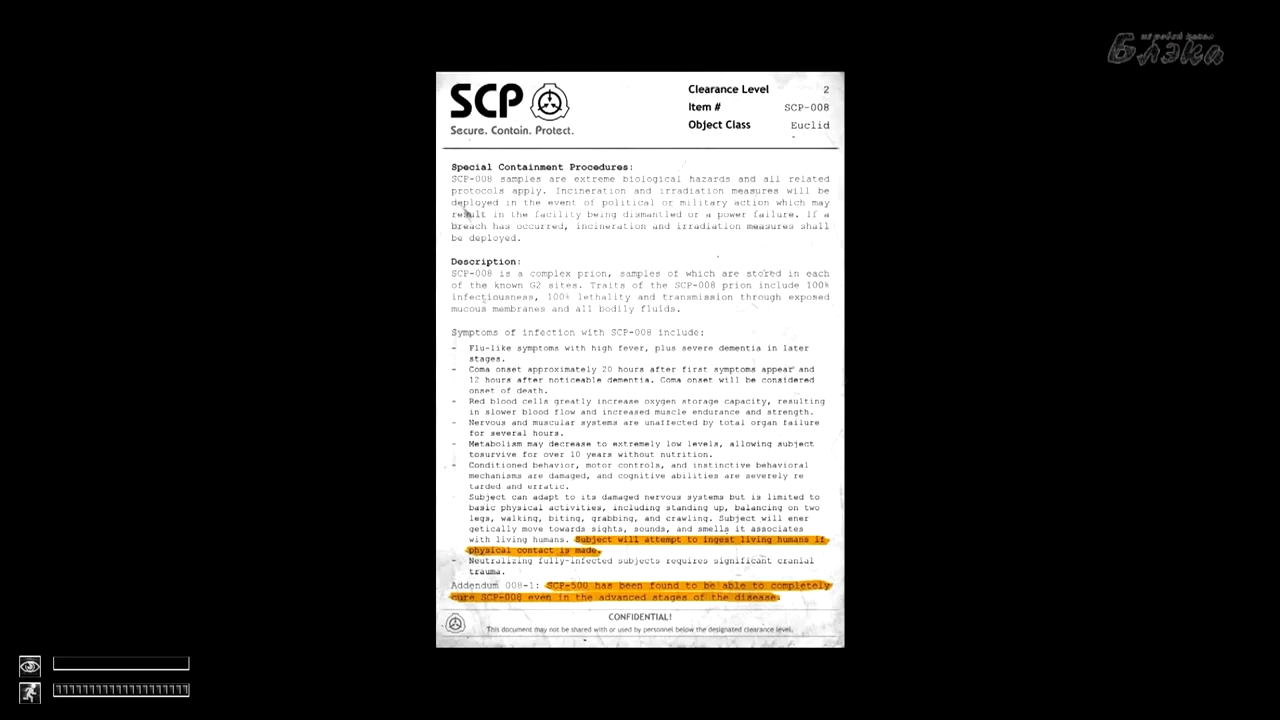 игровой канал
Блэка
SCP
Secure. Contain. Protect.
Clearance Level 2
Item # SCP-008
Object Class Euclid
Special Containment Procedures:
SCP-008 samples are extreme biological hazards and all related
protocols apply. Incineration and irradiation measures will be
deployed in the event of political or military action which may
result in the facility being dismantled or a power failure. If a
breach has occurred, incineration and irradiation measures shall
be deployed.
Description:
SCP-008 is a complex prion, samples of which are stored in each
of the known G2 sites. Traits of the SCP-008 prion include 100%
infectiousness, 100% lethality and transmission through exposed
mucous membranes and all bodily fluids.
Symptoms of infection with SCP-008 include:
- Flu-like symptoms with high fever, plus severe dementia in later
stages.
- Coma onset approximately 20 hours after first symptoms appear and
12 hours after noticeable dementia. Coma onset will be considered
onset of death.
- Red blood cells greatly increase oxygen storage capacity, resulting
in slower blood flow and increased muscle endurance and strength.
- Nervous and muscular systems are unaffected by total organ failure
for several hours.
- Metabolism may decrease to extremely low levels, allowing subject
tosurvive for over 10 years without nutrition.
- Conditioned behavior, motor controls, and instinctive behavioral
mechanisms are damaged, and cognitive abilities are severely re
tarded and erratic.
Subject can adapt to its damaged nervous systems but is limited to
basic physical activities, including standing up, balancing on two
legs, walking, biting, grabbing, and crawling. Subject will ener
getically move towards sights, sounds, and smells it associates
with living humans. Subject will attempt to ingest living humans if
physical contact is made.
- Neutralizing fully-infected subjects requires significant cranial
trauma.
Addendum 008-1: SCP-500 has been found to be able to completely
cure SCP-008 even in the advanced stages of the disease.
CONFIDENTIAL!
This document may not be shared with or used by personnel below the designated clearance level.